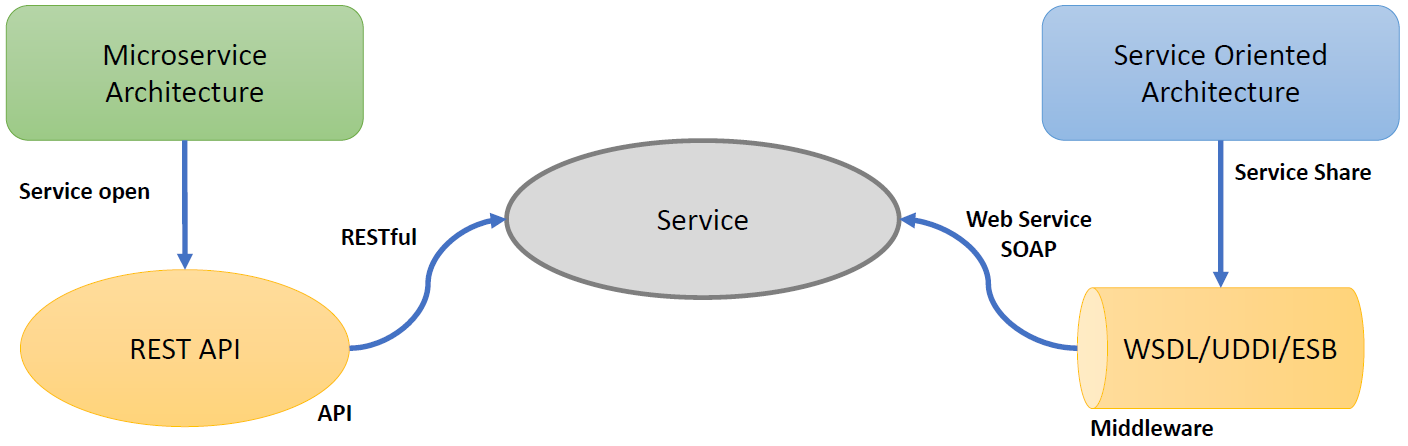 Microservice
Architecture
Service Oriented
Architecture
Service open
Service Share
RESTful
Service
Web Service
SOAP
REST API
WSDL/UDDI/ESB
API
Middleware